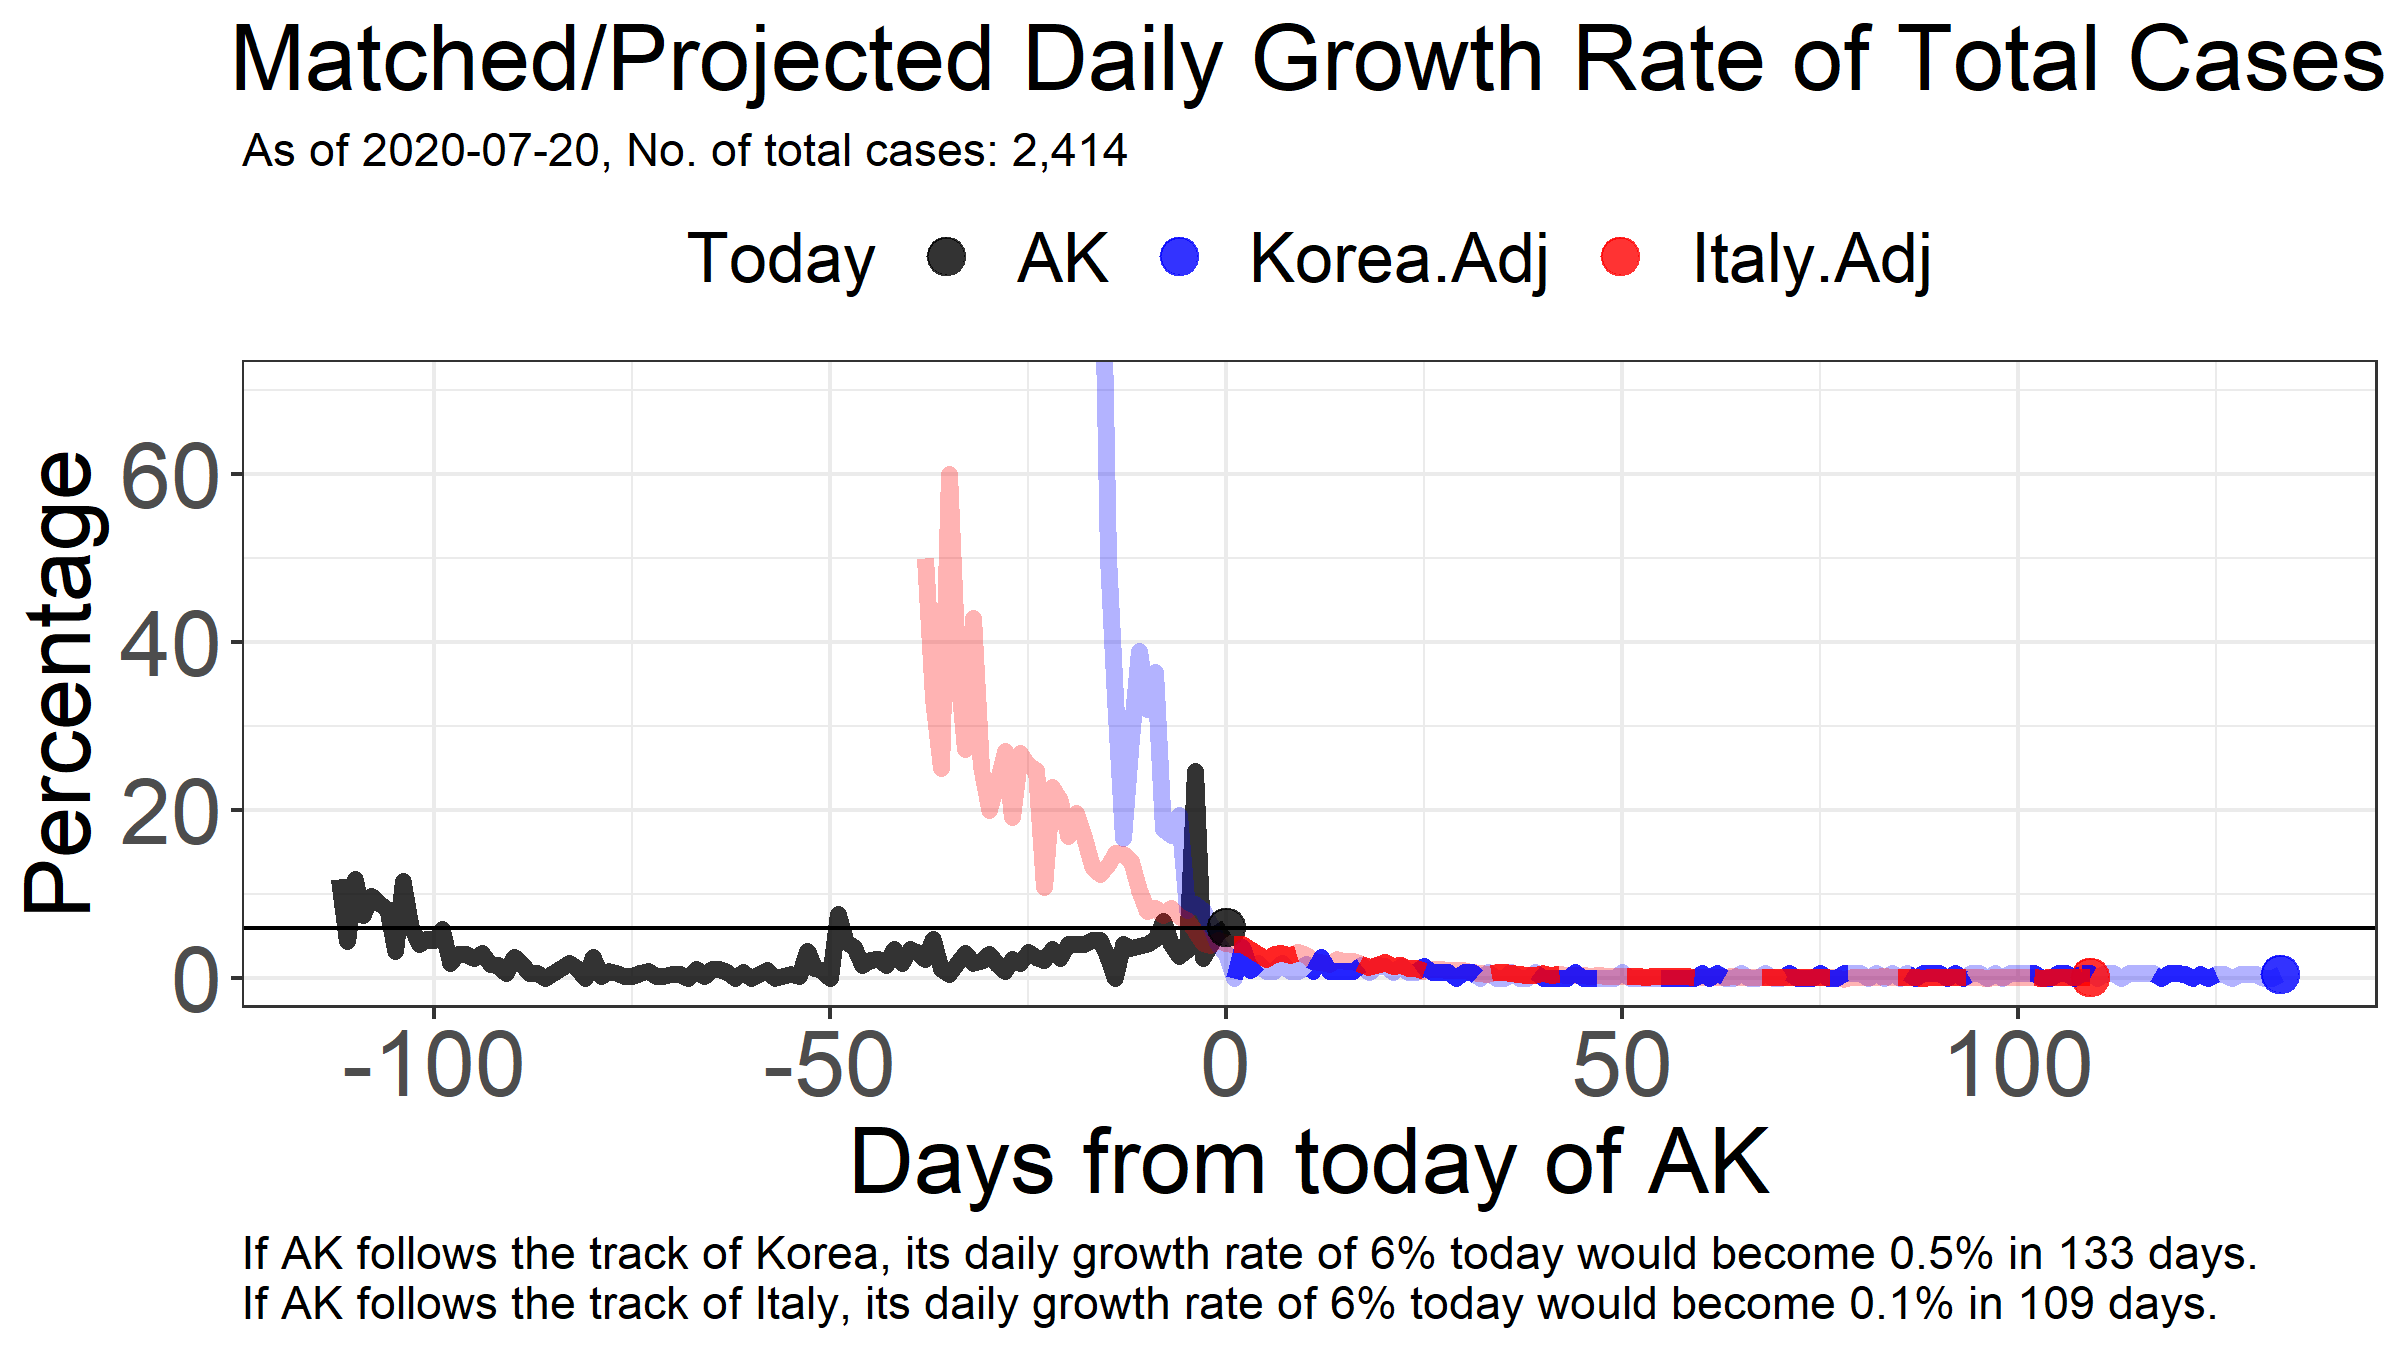 Matched/Projected Daily Growth Rate of Total Cases
As of 2020-07-20, No. of total cases: 2,414
Today AK Korea.Adj Italy.Adj
Percentage
60
40
20
0
-100 -50 0 50 100
Days from today of AK
If AK follows the track of Korea, its daily growth rate of 6% today would become 0.5% in 133 days.
If AK follows the track of Italy, its daily growth rate of 6% today would become 0.1% in 109 days.